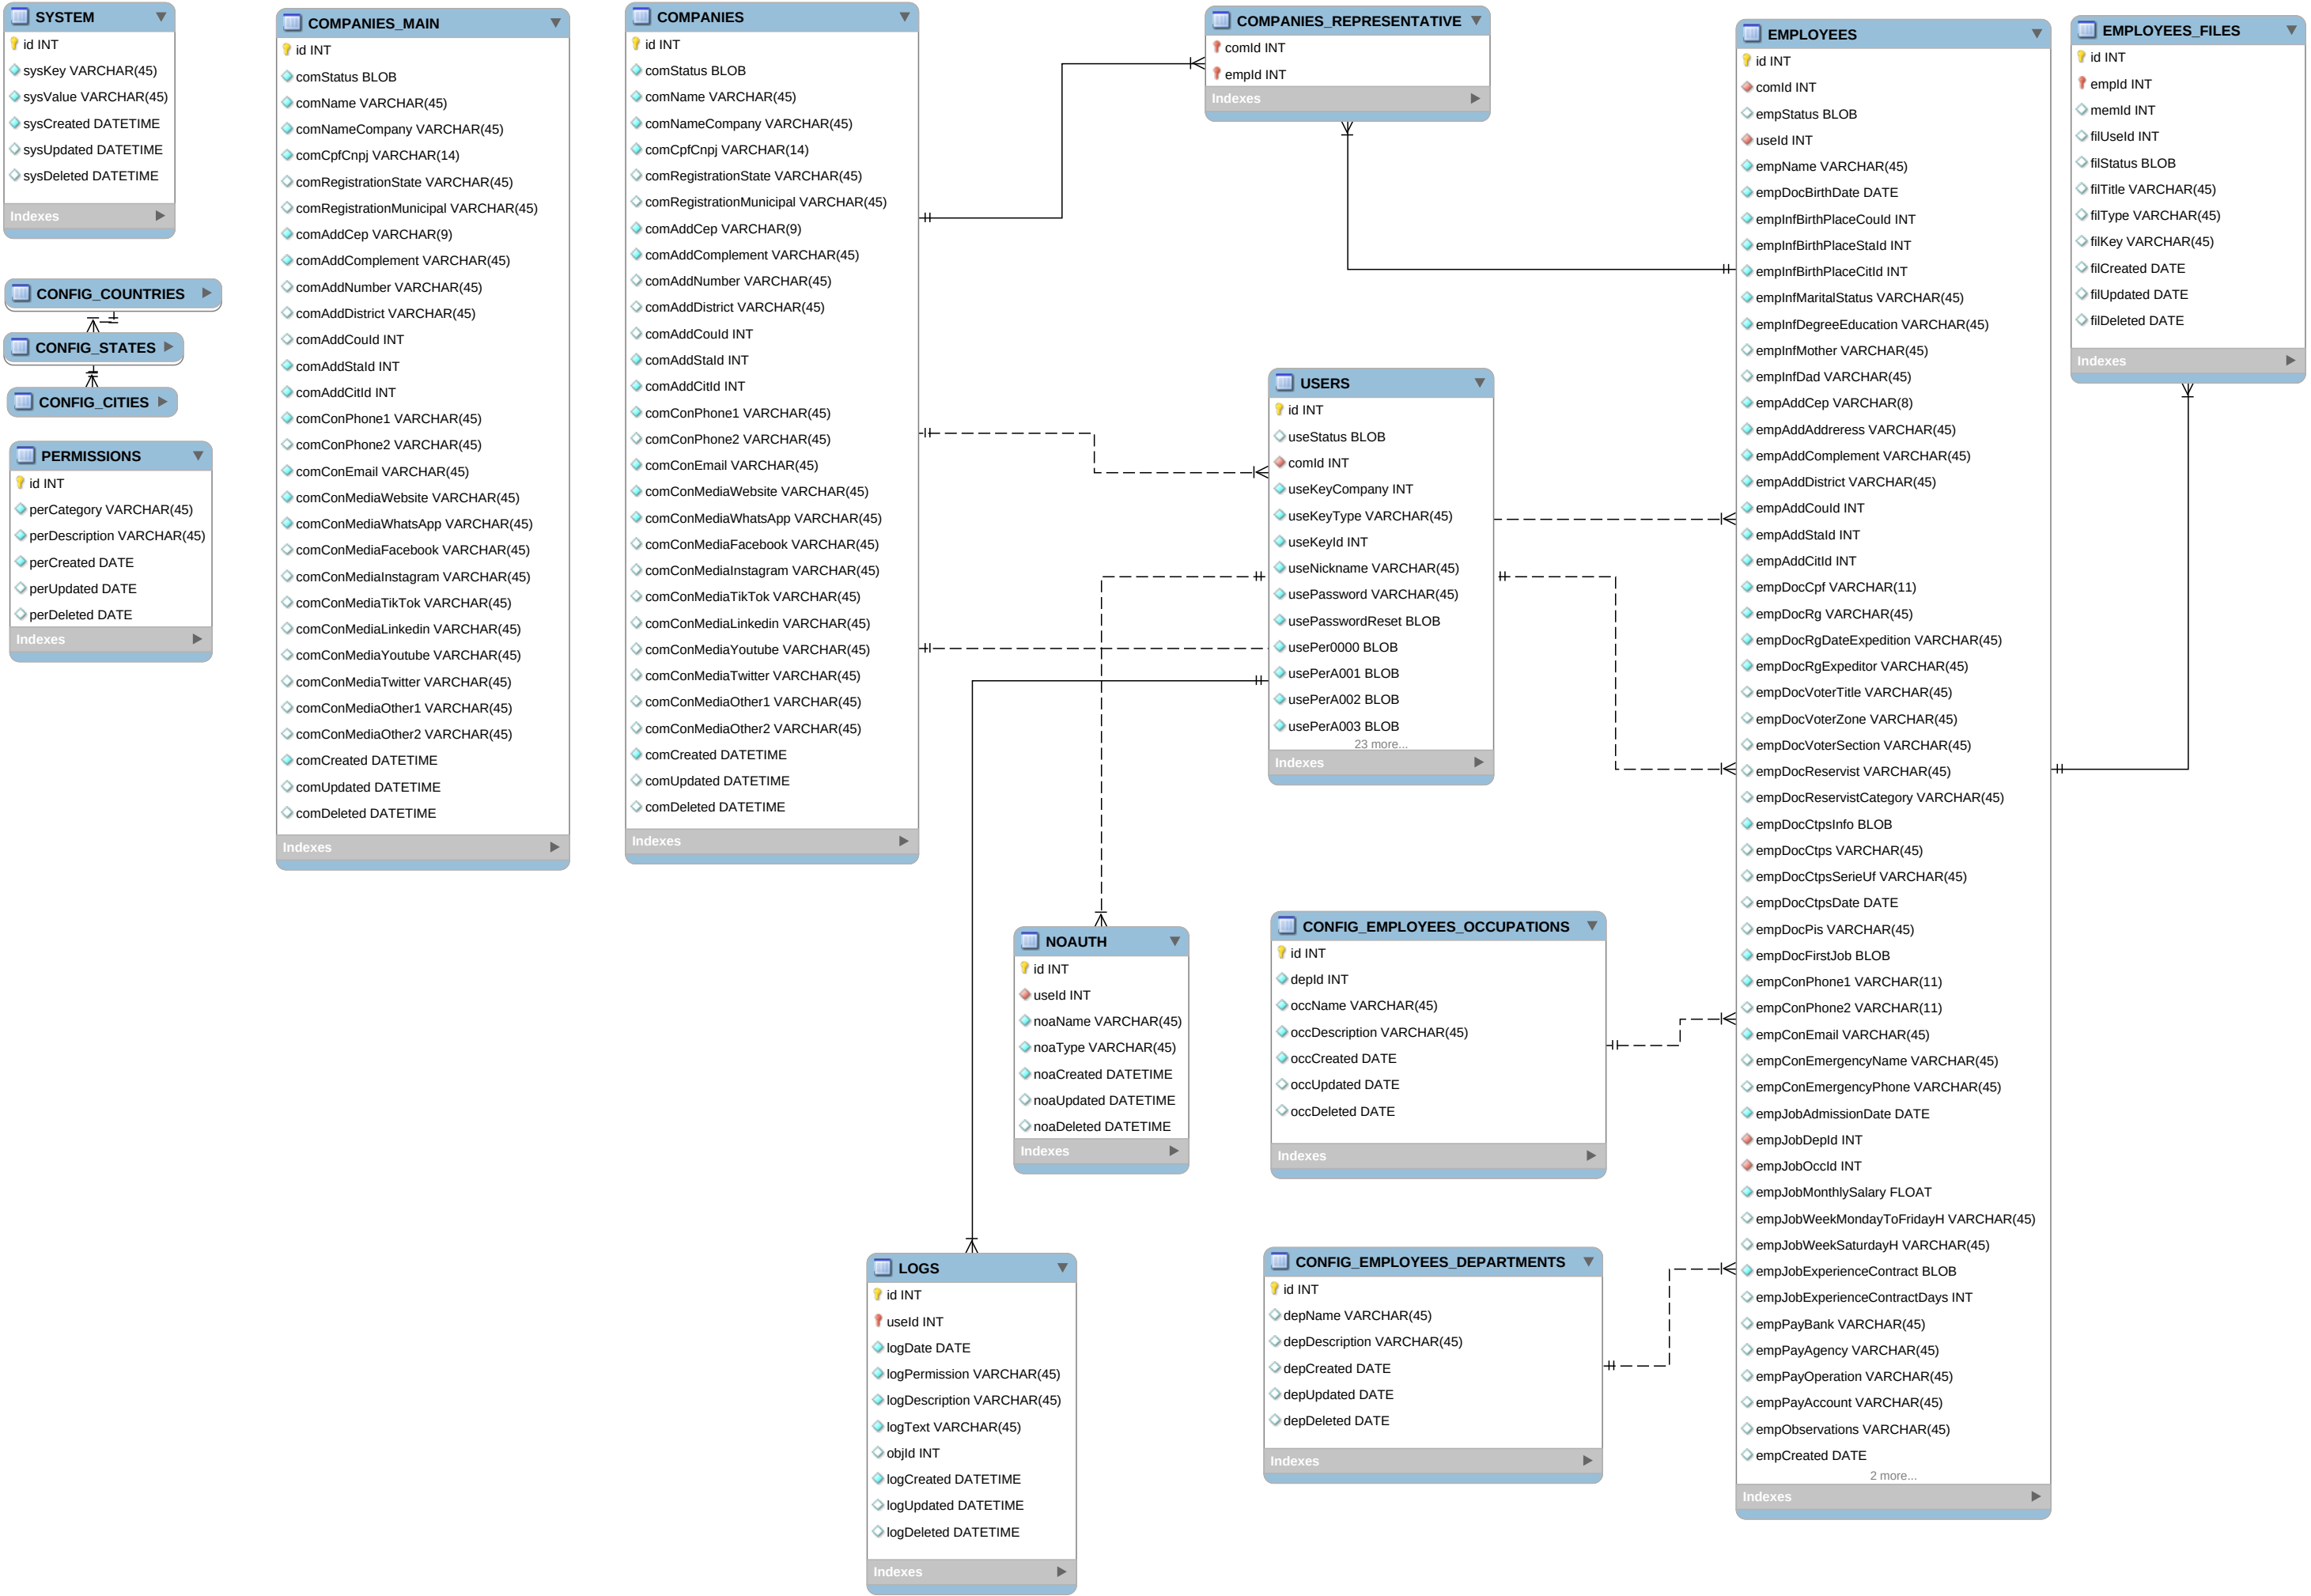 SYSTEM
id INT
sysKey VARCHAR(45)
sysValue VARCHAR(45)
sysCreated DATETIME
sysUpdated DATETIME
sysDeleted DATETIME
Indexes
CONFIG_COUNTRIES
CONFIG_STATES
CONFIG_CITIES
PERMISSIONS
id INT
perCategory VARCHAR(45)
perDescription VARCHAR(45)
perCreated DATE
perUpdated DATE
perDeleted DATE
Indexes
COMPANIES_MAIN
id INT
comStatus BLOB
comName VARCHAR(45)
comNameCompany VARCHAR(45)
comCpfCnpj VARCHAR(14)
comRegistrationState VARCHAR(45)
comRegistrationMunicipal VARCHAR(45)
comAddCep VARCHAR(9)
comAddComplement VARCHAR(45)
comAddNumber VARCHAR(45)
comAddDistrict VARCHAR(45)
comAddCouId INT
comAddStaId INT
comAddCitId INT
comConPhone1 VARCHAR(45)
comConPhone2 VARCHAR(45)
comConEmail VARCHAR(45)
comConMediaWebsite VARCHAR(45)
comConMediaWhatsApp VARCHAR(45)
comConMediaFacebook VARCHAR(45)
comConMediaInstagram VARCHAR(45)
comConMediaTikTok VARCHAR(45)
comConMediaLinkedin VARCHAR(45)
comConMediaYoutube VARCHAR(45)
comConMediaTwitter VARCHAR(45)
comConMediaOther1 VARCHAR(45)
comConMediaOther2 VARCHAR(45)
comCreated DATETIME
comUpdated DATETIME
comDeleted DATETIME
Indexes
COMPANIES
id INT
comStatus BLOB
comName VARCHAR(45)
comNameCompany VARCHAR(45)
comCpfCnpj VARCHAR(14)
comRegistrationState VARCHAR(45)
comRegistrationMunicipal VARCHAR(45)
comAddCep VARCHAR(9)
comAddComplement VARCHAR(45)
comAddNumber VARCHAR(45)
comAddDistrict VARCHAR(45)
comAddCouId INT
comAddStaId INT
comAddCitId INT
comConPhone1 VARCHAR(45)
comConPhone2 VARCHAR(45)
comConEmail VARCHAR(45)
comConMediaWebsite VARCHAR(45)
comConMediaWhatsApp VARCHAR(45)
comConMediaFacebook VARCHAR(45)
comConMediaInstagram VARCHAR(45)
comConMediaTikTok VARCHAR(45)
comConMediaLinkedin VARCHAR(45)
comConMediaYoutube VARCHAR(45)
comConMediaTwitter VARCHAR(45)
comConMediaOther1 VARCHAR(45)
comConMediaOther2 VARCHAR(45)
comCreated DATETIME
comUpdated DATETIME
comDeleted DATETIME
Indexes
COMPANIES_REPRESENTATIVE
comId INT
empId INT
Indexes
USERS
id INT
useStatus BLOB
comId INT
useKeyCompany INT
useKeyType VARCHAR(45)
useKeyId INT
useNickname VARCHAR(45)
usePassword VARCHAR(45)
usePasswordReset BLOB
usePer0000 BLOB
usePerA001 BLOB
usePerA002 BLOB
usePerA003 BLOB
23 more...
Indexes
NOAUTH
id INT
useId INT
noaName VARCHAR(45)
noaType VARCHAR(45)
noaCreated DATETIME
noaUpdated DATETIME
noaDeleted DATETIME
Indexes
LOGS
id INT
useId INT
logDate DATE
logPermission VARCHAR(45)
logDescription VARCHAR(45)
logText VARCHAR(45)
objId INT
logCreated DATETIME
logUpdated DATETIME
logDeleted DATETIME
Indexes
CONFIG_EMPLOYEES_OCCUPATIONS
id INT
depId INT
occName VARCHAR(45)
occDescription VARCHAR(45)
occCreated DATE
occUpdated DATE
occDeleted DATE
Indexes
CONFIG_EMPLOYEES_DEPARTMENTS
id INT
depName VARCHAR(45)
depDescription VARCHAR(45)
depCreated DATE
depUpdated DATE
depDeleted DATE
Indexes
EMPLOYEES
id INT
comId INT
empStatus BLOB
useId INT
empName VARCHAR(45)
empDocBirthDate DATE
empInfBirthPlaceCouId INT
empInfBirthPlaceStaId INT
empInfBirthPlaceCitId INT
empInfMaritalStatus VARCHAR(45)
empInfDegreeEducation VARCHAR(45)
empInfMother VARCHAR(45)
empInfDad VARCHAR(45)
empAddCep VARCHAR(8)
empAddAddreress VARCHAR(45)
empAddComplement VARCHAR(45)
empAddDistrict VARCHAR(45)
empAddCouId INT
empAddStaId INT
empAddCitId INT
empDocCpf VARCHAR(11)
empDocRg VARCHAR(45)
empDocRgDateExpedition VARCHAR(45)
empDocRgExpeditor VARCHAR(45)
empDocVoterTitle VARCHAR(45)
empDocVoterZone VARCHAR(45)
empDocVoterSection VARCHAR(45)
empDocReservist VARCHAR(45)
empDocReservistCategory VARCHAR(45)
empDocCtpsInfo BLOB
empDocCtps VARCHAR(45)
empDocCtpsSerieUf VARCHAR(45)
empDocCtpsDate DATE
empDocPis VARCHAR(45)
empDocFirstJob BLOB
empConPhone1 VARCHAR(11)
empConPhone2 VARCHAR(11)
empConEmail VARCHAR(45)
empConEmergencyName VARCHAR(45)
empConEmergencyPhone VARCHAR(45)
empJobAdmissionDate DATE
empJobDepId INT
empJobOccId INT
empJobMonthlySalary FLOAT
empJobWeekMondayToFridayH VARCHAR(45)
empJobWeekSaturdayH VARCHAR(45)
empJobExperienceContract BLOB
empJobExperienceContractDays INT
empPayBank VARCHAR(45)
empPayAgency VARCHAR(45)
empPayOperation VARCHAR(45)
empPayAccount VARCHAR(45)
empObservations VARCHAR(45)
empCreated DATE
2 more...
Indexes
EMPLOYEES_FILES
id INT
empId INT
memId INT
filUseId INT
filStatus BLOB
filTitle VARCHAR(45)
filType VARCHAR(45)
filKey VARCHAR(45)
filCreated DATE
filUpdated DATE
filDeleted DATE
Indexes